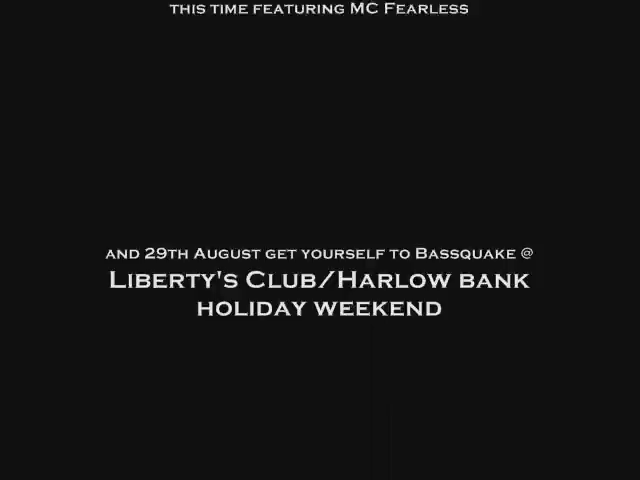 this time featuring MC Fearless
and 29th August get yourself to Bassquake @
Liberty's Club/Harlow bank
holiday weekend